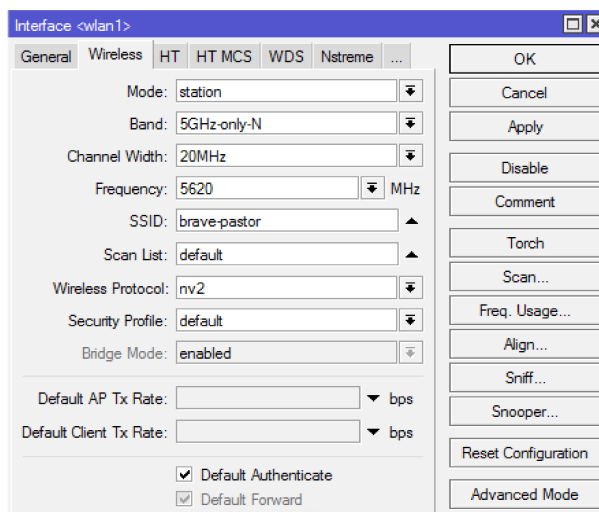 Interface <wlan1>
General Wireless HT HT MCS WDS Nstreme ...
Mode: station
Band: 5GHz-only-N
Channel Width: 20MHz
Frequency: 5620 MHz
SSID: brave-pastor
Scan List: default
Wireless Protocol: nv2
Security Profile: default
Bridge Mode: enabled
Default AP Tx Rate: bps
Default Client Tx Rate: bps
Default Authenticate
Default Forward
OK
Cancel
Apply
Disable
Comment
Torch
Scan...
Freq. Usage...
Align...
Sniff...
Snooper...
Reset Configuration
Advanced Mode